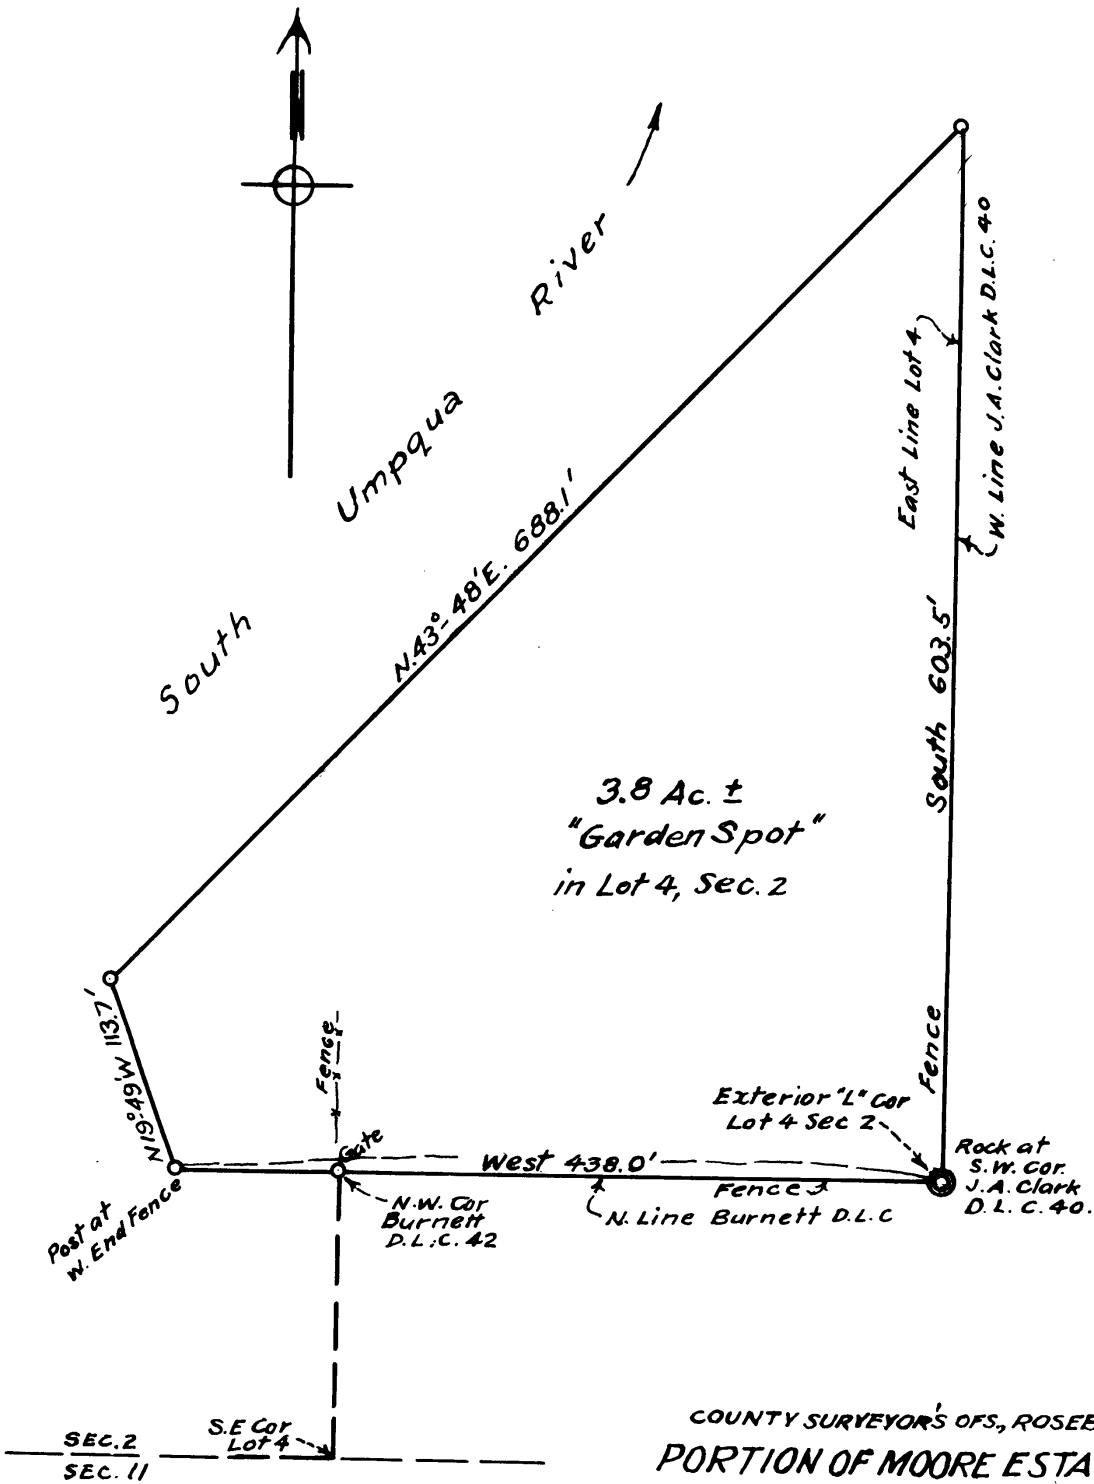 South Umpqua River
N.43°-48'E. 688.1'
East Line Lot 4
W. Line J.A. Clark D.L.C. 40
South 603.5'
3.8 Ac. ±
"Garden Spot"
in Lot 4, Sec. 2
N19°-49'W 113.7'
Fence
Fence
Exterior "L" Cor
Lot 4 Sec 2
Rock at
S.W. Cor.
J.A. Clark
D.L.C. 40.
Gate
West 438.0'
Fence
N. Line Burnett D.L.C
N.W. Cor
Burnett
D.L.C. 42
Post at
W. End Fence
S.E Cor
Lot 4
SEC. 2
SEC. 11
COUNTY SURVEYOR'S OFS., ROSEB
PORTION OF MOORE ESTA